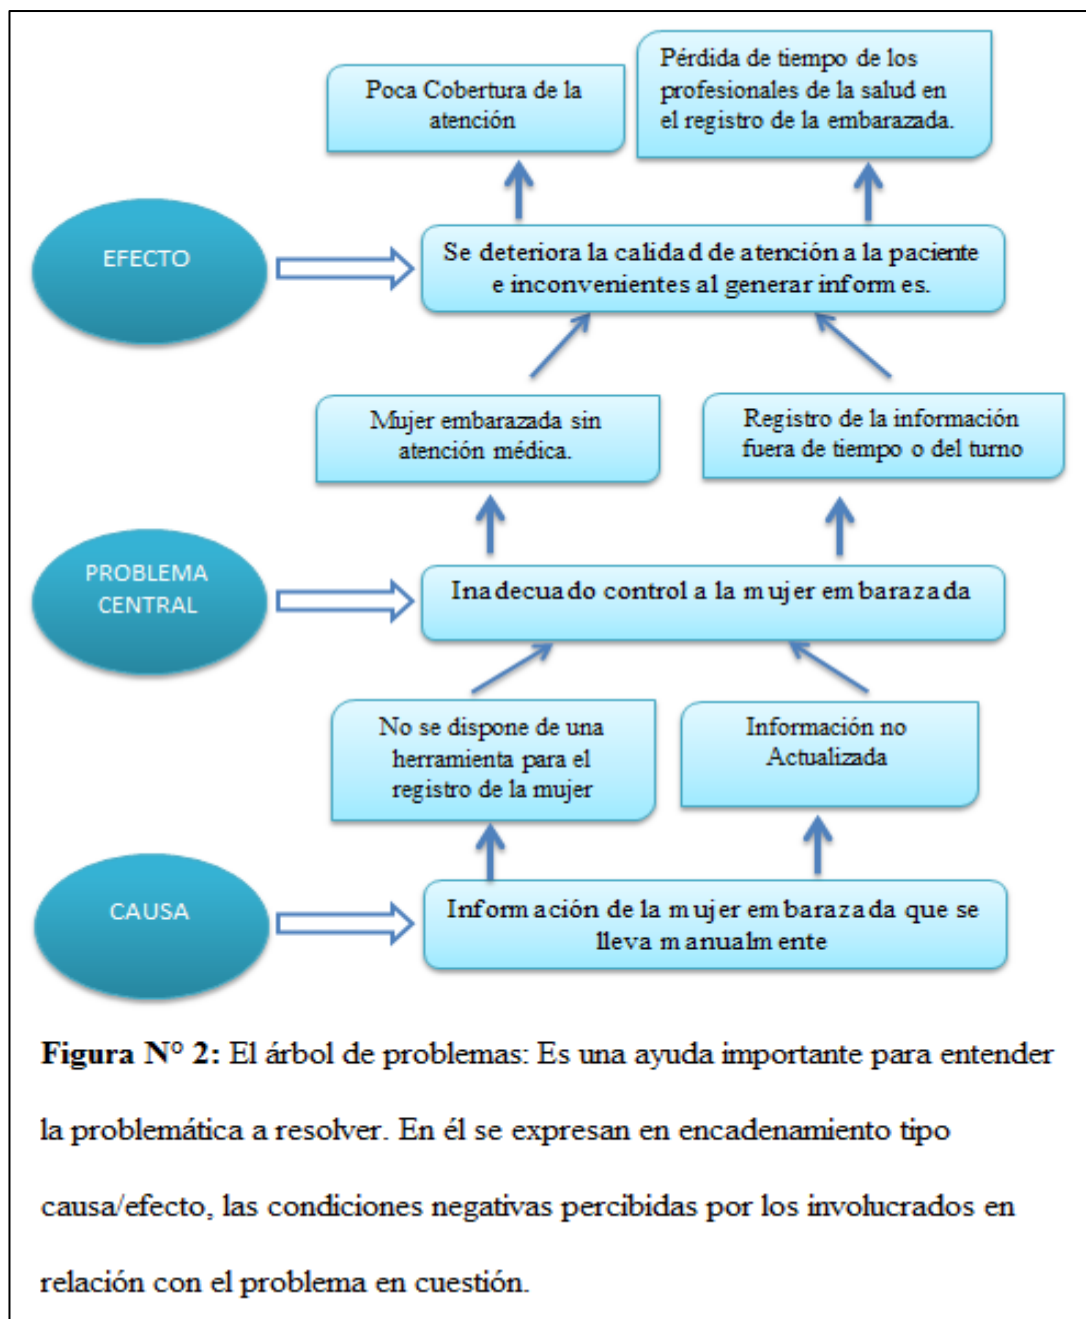 Poca Cobertura de la
atención
Pérdida de tiempo de los
profesionales de la salud en
el registro de la embarazada.
EFECTO
Se deteriora la calidad de atención a la paciente
e inconvenientes al generar informes.
Mujer embarazada sin
atención médica.
Registro de la información
fuera de tiempo o del turno
PROBLEMA
CENTRAL
Inadecuado control a la mujer embarazada
No se dispone de una
herramienta para el
registro de la mujer
Información no
Actualizada
CAUSA
Información de la mujer embarazada que se
lleva manualmente
Figura N° 2: El árbol de problemas: Es una ayuda importante para entender
la problemática a resolver. En él se expresan en encadenamiento tipo
causa/efecto, las condiciones negativas percibidas por los involucrados en
relación con el problema en cuestión.